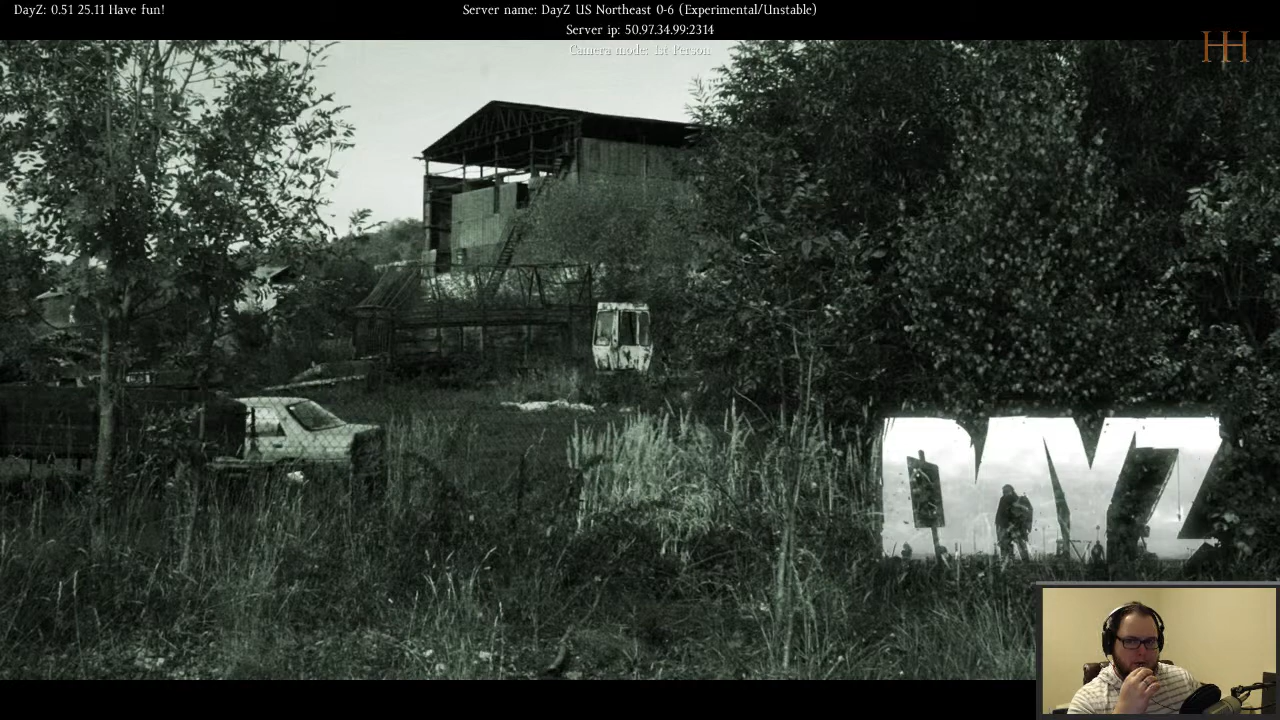 DayZ: 0.51 25.11 Have fun!
Server name: DayZ US Northeast 0-6 (Experimental/Unstable)
Server ip: 50.97.34.99:2314
Camera mode: 1st Person
HH
DAYZ